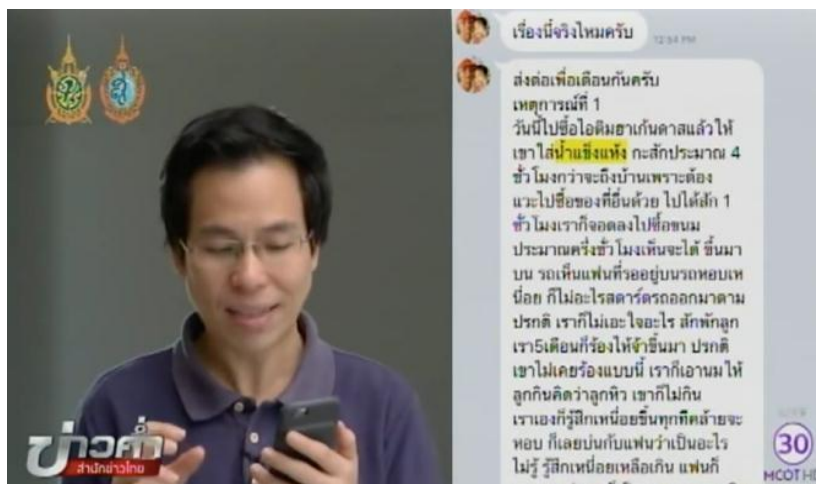 เรื่องนี้จริงไหมครับ
12:54 PM
ส่งต่อเพื่อเตือนกันครับ
เหตุการณ์ที่ 1
วันนี้ไปซื้อไอติมฮาเก้นดาสแล้วให้
เขาใส่น้ำแข็งแห้ง กะสักประมาณ 4
ชั่วโมงกว่าจะถึงบ้านเพราะต้อง
แวะไปซื้อของที่อื่นด้วย ไปได้สัก 1
ชั่วโมงเราก็จอดลงไปซื้อขนม
ประมาณครึ่งชั่วโมงเห็นจะได้ ขึ้นมา
บน รถเห็นแฟนที่รออยู่บนรถหอบเห
นื่อย ก็ไม่อะไรสตาร์ดรถออกมาตาม
ปรกติ เราก็ไม่เอะใจอะไร สักพักลูก
เรา5เดือนก็ร้องไห้จ้าขึ้นมา ปรกติ
เขาไม่เคยร้องแบบนี้ เราก็เอานมให้
ลูกกินคิดว่าลูกหิว เขาก็ไม่กิน
เราเองก็รู้สึกเหนื่อยขึ้นทุกทีคล้ายจะ
หอบ ก็เลยบ่นกับแฟนว่าเป็นอะไร
ไม่รู้ รู้สึกเหนื่อยเหลือเกิน แฟนก็
ข่าวค่ำ
สำนักข่าวไทย
30
MCOT HD